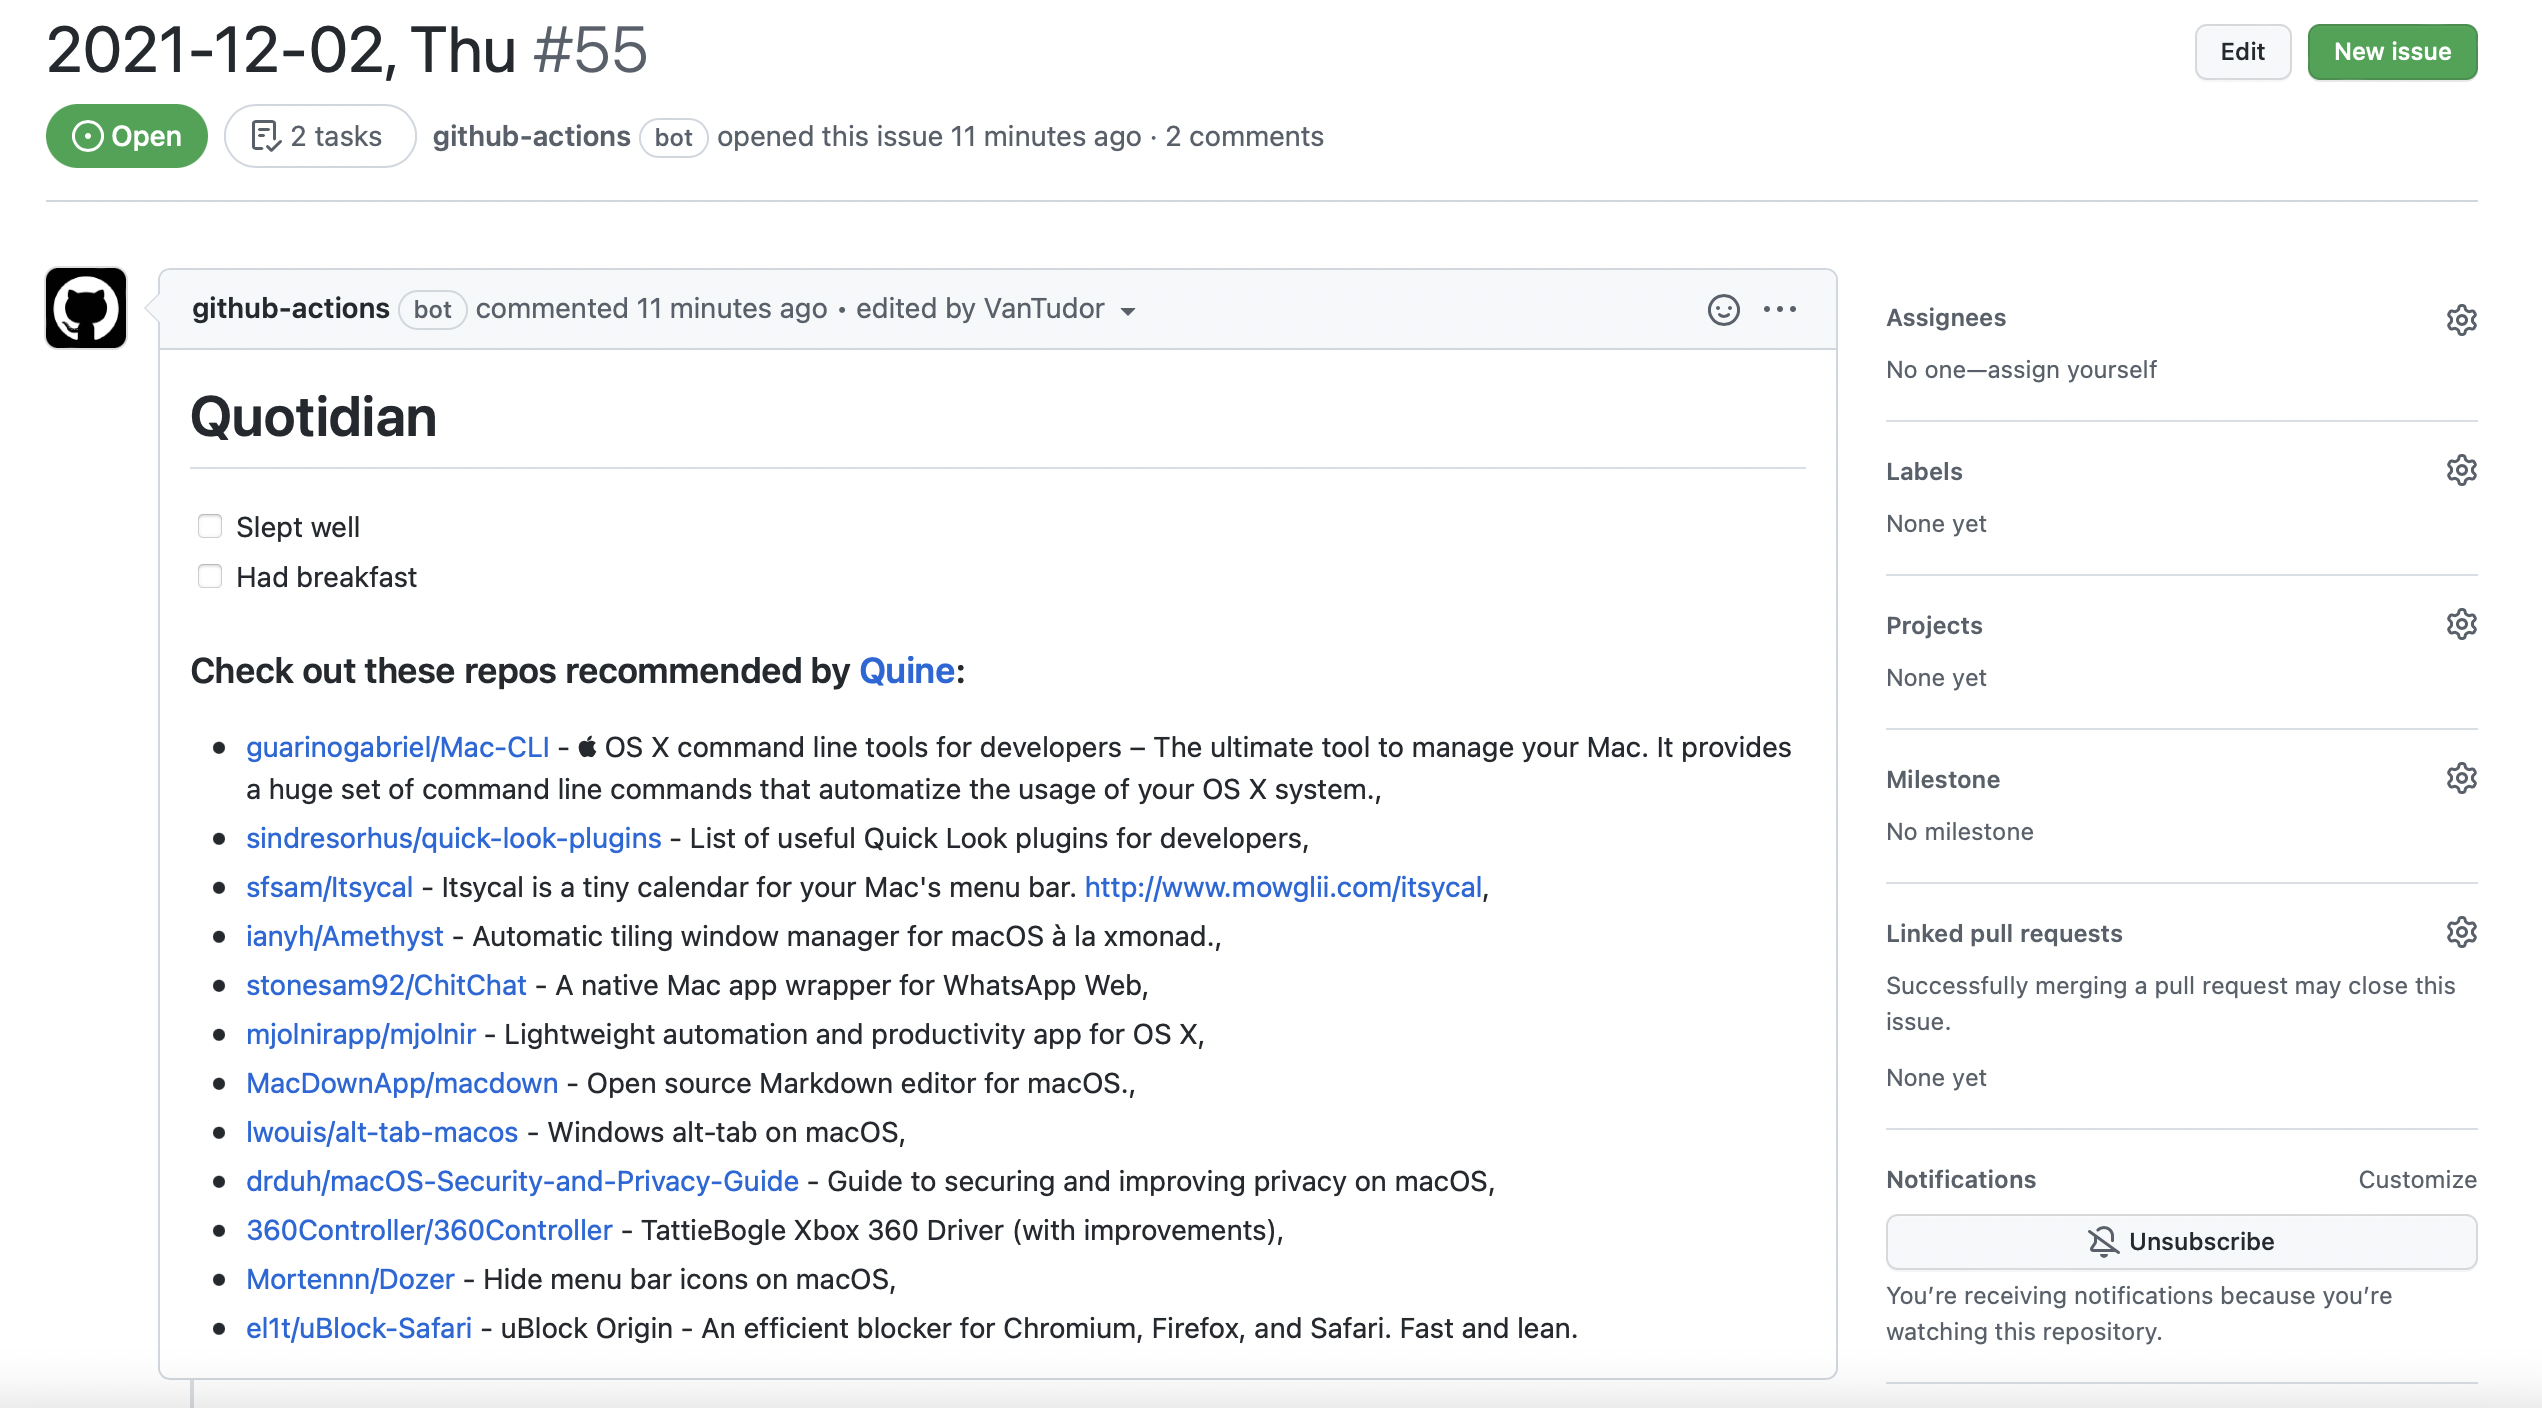 2021-12-02, Thu #55
Edit
New issue
Open
2 tasks
github-actions bot opened this issue 11 minutes ago · 2 comments
github-actions bot commented 11 minutes ago • edited by VanTudor
Quotidian
Slept well
Had breakfast
Check out these repos recommended by Quine:
guarinogabriel/Mac-CLI -  OS X command line tools for developers – The ultimate tool to manage your Mac. It provides
a huge set of command line commands that automatize the usage of your OS X system.,
sindresorhus/quick-look-plugins - List of useful Quick Look plugins for developers,
sfsam/Itsycal - Itsycal is a tiny calendar for your Mac's menu bar. http://www.mowglii.com/itsycal,
ianyh/Amethyst - Automatic tiling window manager for macOS à la xmonad.,
stonesam92/ChitChat - A native Mac app wrapper for WhatsApp Web,
mjolnirapp/mjolnir - Lightweight automation and productivity app for OS X,
MacDownApp/macdown - Open source Markdown editor for macOS.,
lwouis/alt-tab-macos - Windows alt-tab on macOS,
drduh/macOS-Security-and-Privacy-Guide - Guide to securing and improving privacy on macOS,
360Controller/360Controller - TattieBogle Xbox 360 Driver (with improvements),
Mortennn/Dozer - Hide menu bar icons on macOS,
el1t/uBlock-Safari - uBlock Origin - An efficient blocker for Chromium, Firefox, and Safari. Fast and lean.
Assignees
No one—assign yourself
Labels
None yet
Projects
None yet
Milestone
No milestone
Linked pull requests
Successfully merging a pull request may close this
issue.
None yet
Notifications
Customize
Unsubscribe
You’re receiving notifications because you’re
watching this repository.